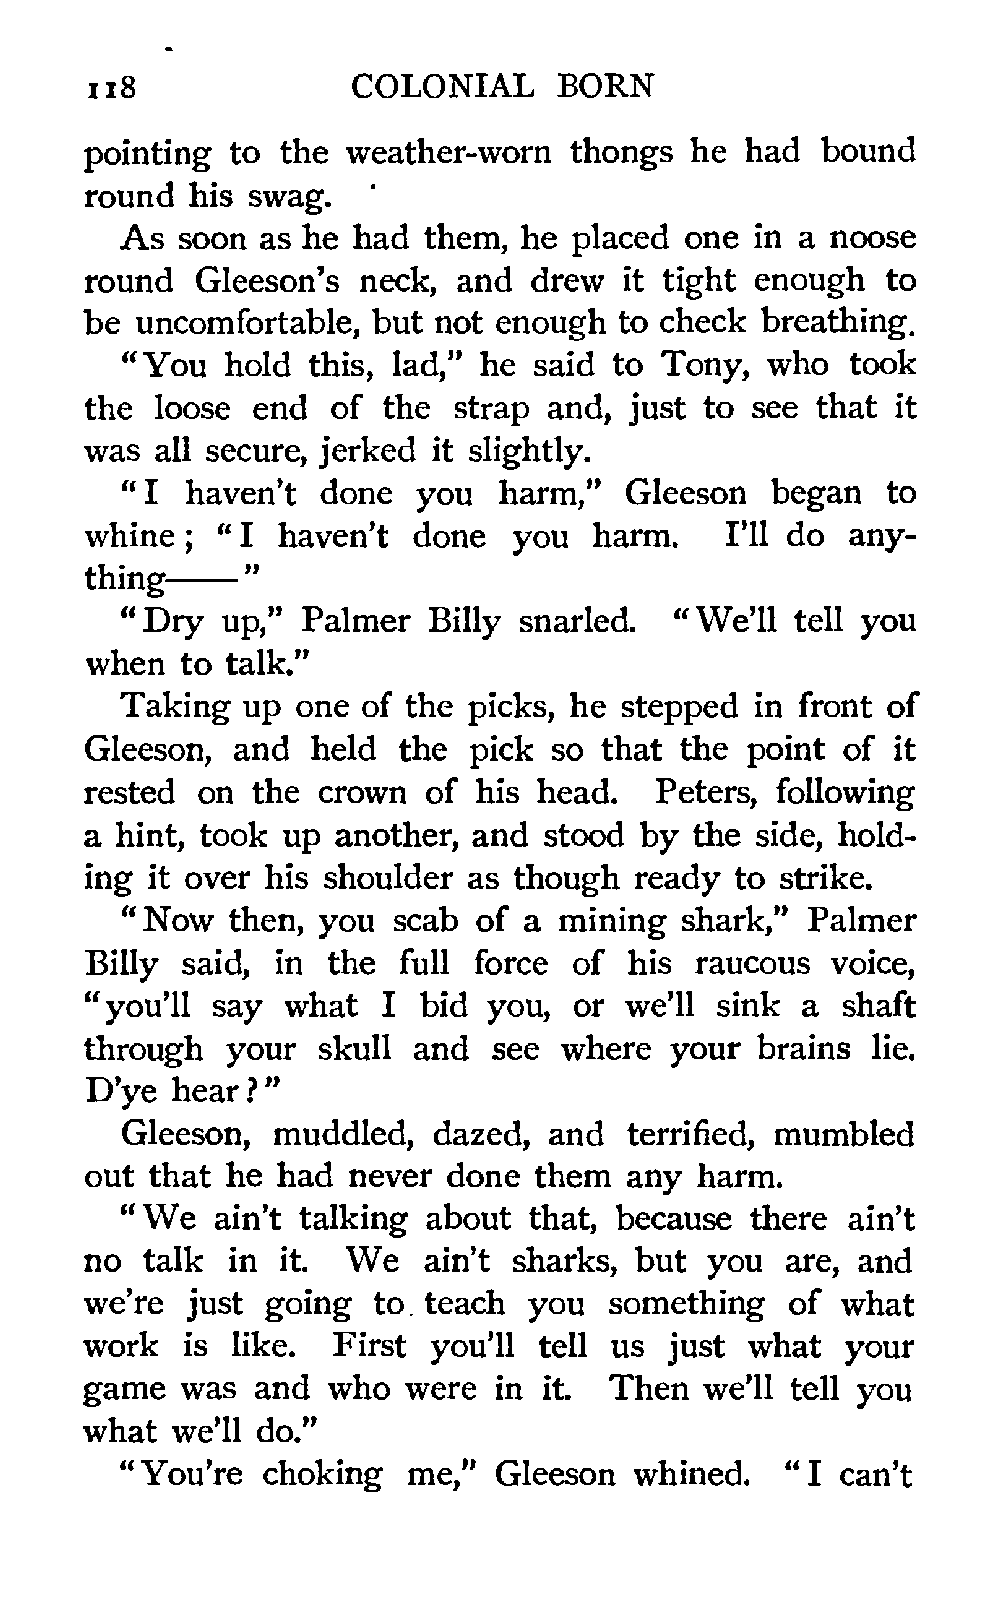 118 COLONIAL BORN
pointing to the weather-worn thongs he had bound
round his swag.
As soon as he had them, he placed one in a noose
round Gleeson's neck, and drew it tight enough to
be uncomfortable, but not enough to check breathing.
"You hold this, lad," he said to Tony, who took
the loose end of the strap and, just to see that it
was all secure, jerked it slightly.
"I haven't done you harm," Gleeson began to
whine; "I haven't done you harm. I'll do any-
thing——"
"Dry up," Palmer Billy snarled. "We'll tell you
when to talk."
Taking up one of the picks, he stepped in front of
Gleeson, and held the pick so that the point of it
rested on the crown of his head. Peters, following
a hint, took up another, and stood by the side, hold-
ing it over his shoulder as though ready to strike.
"Now then, you scab of a mining shark," Palmer
Billy said, in the full force of his raucous voice,
"you'll say what I bid you, or we'll sink a shaft
through your skull and see where your brains lie.
D'ye hear?"
Gleeson, muddled, dazed, and terrified, mumbled
out that he had never done them any harm.
"We ain't talking about that, because there ain't
no talk in it. We ain't sharks, but you are, and
we're just going to teach you something of what
work is like. First you'll tell us just what your
game was and who were in it. Then we'll tell you
what we'll do."
"You're choking me," Gleeson whined. "I can't